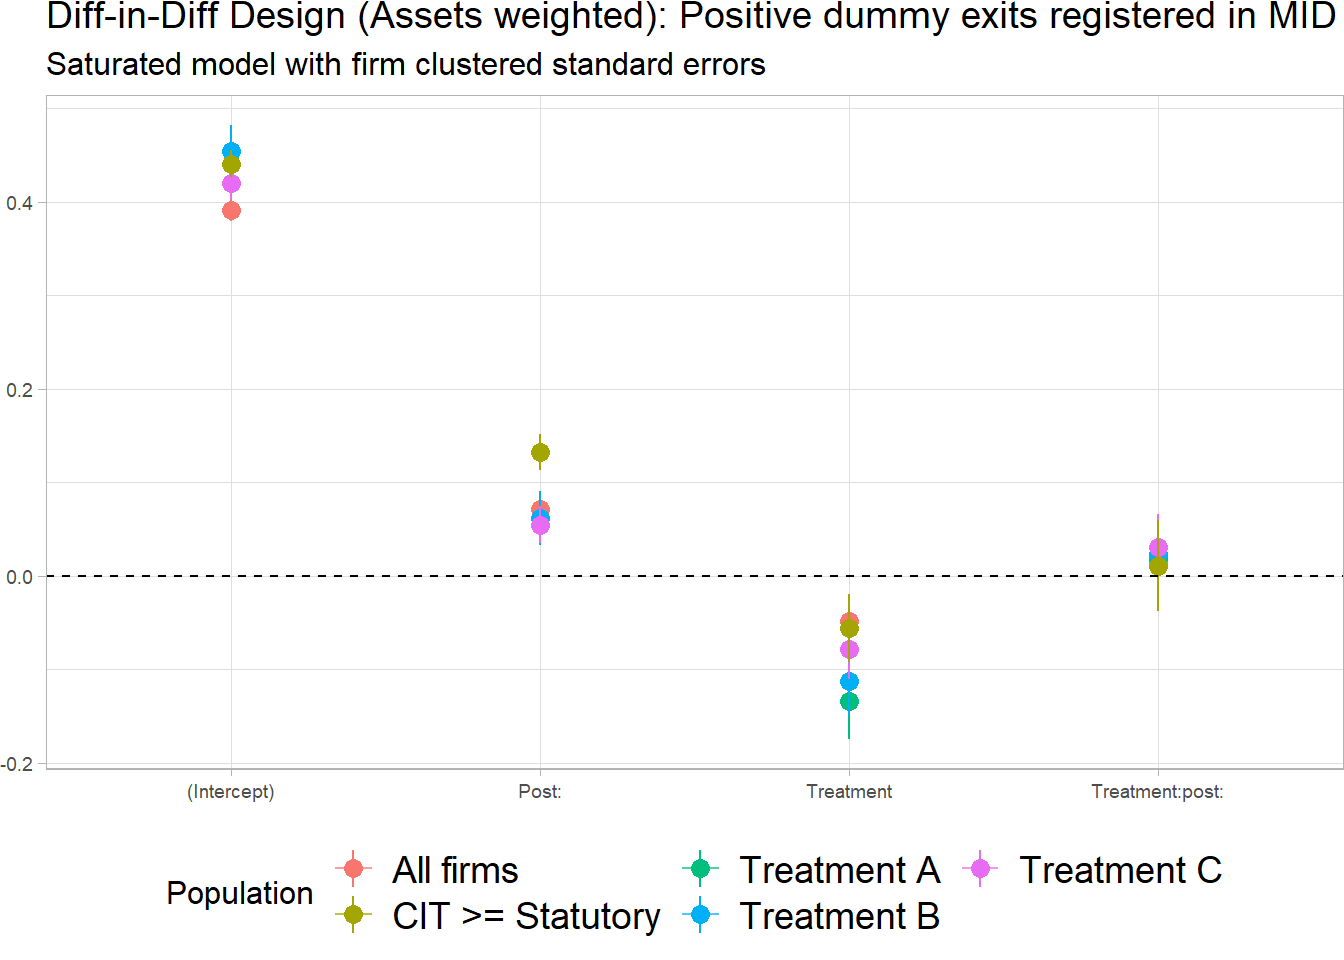 Diff-in-Diff Design (Assets weighted): Positive dummy exits registered in MID
Saturated model with firm clustered standard errors
0.4
0.2
0.0
-0.2
(Intercept) Post: Treatment Treatment:post:
Population
All firms Treatment A Treatment C
CIT >= Statutory Treatment B